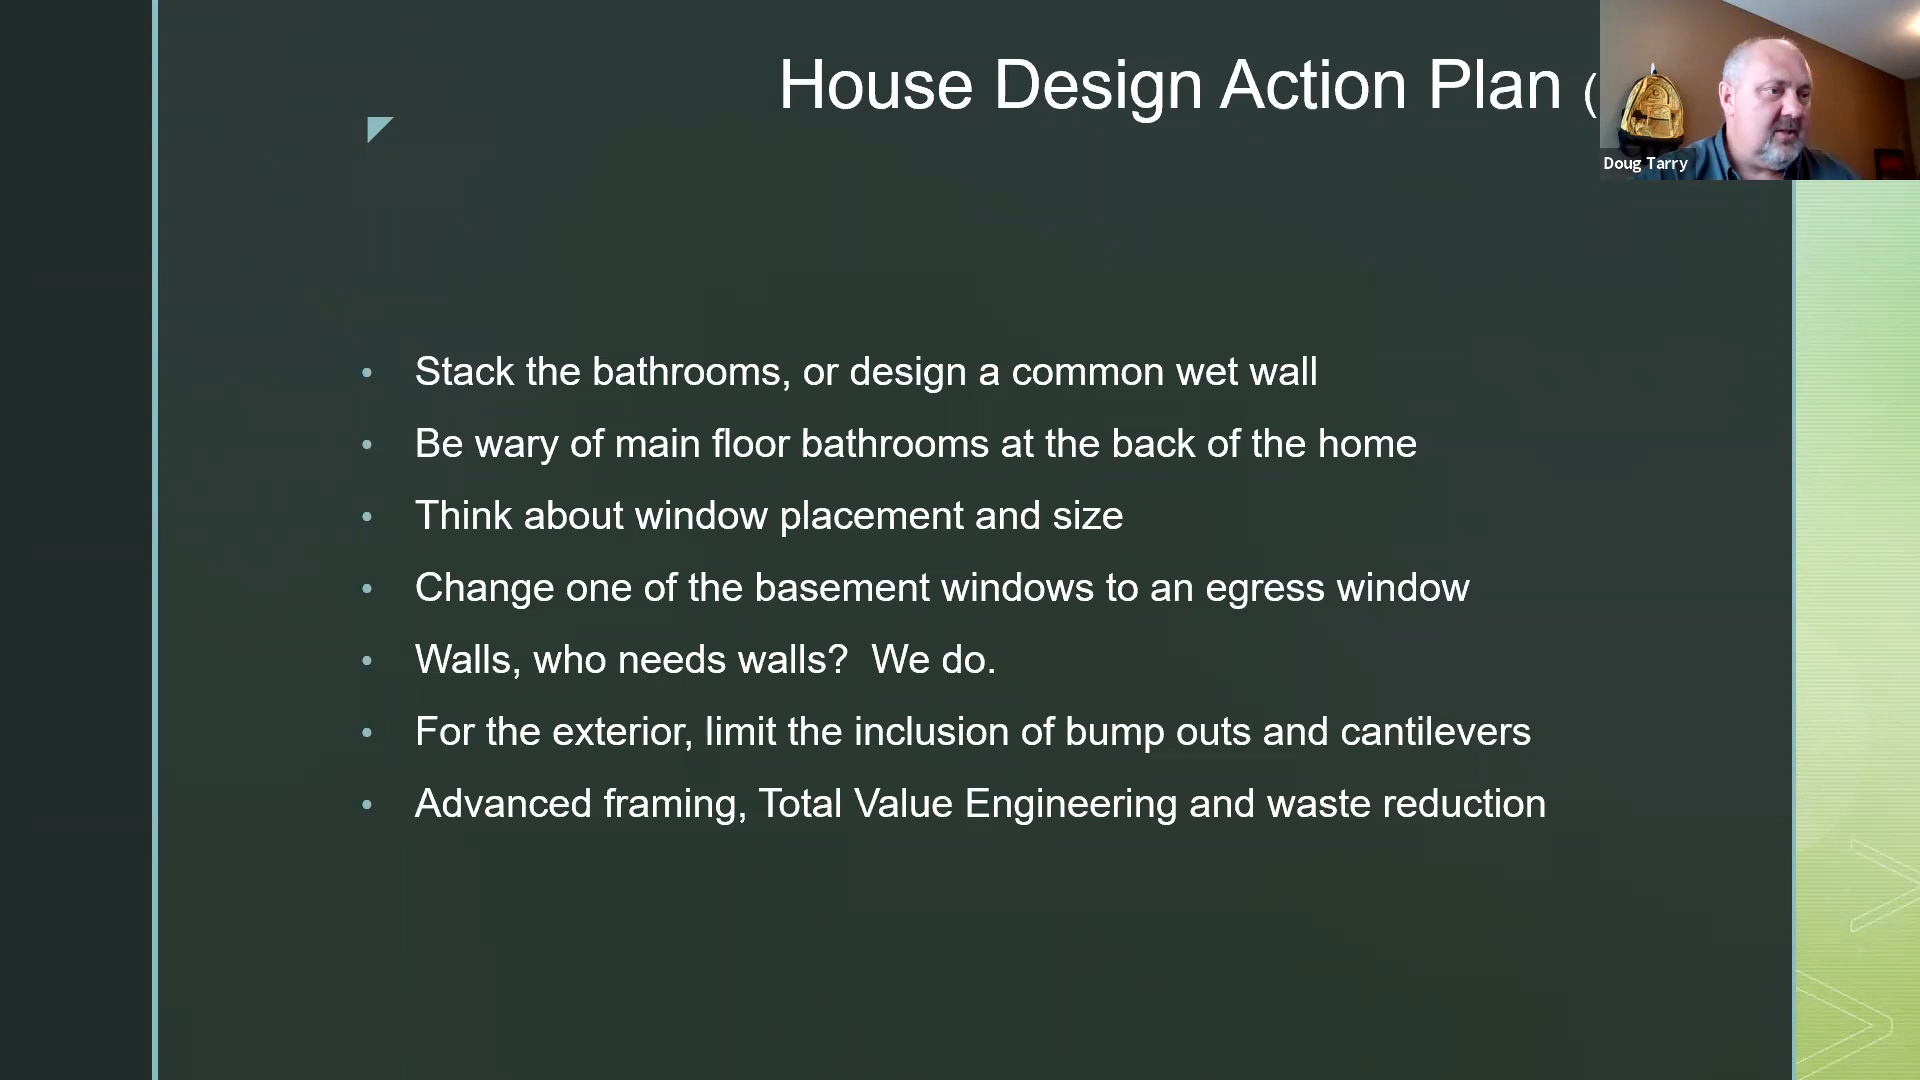 House Design Action Plan (
Doug Tarry
• Stack the bathrooms, or design a common wet wall
• Be wary of main floor bathrooms at the back of the home
• Think about window placement and size
• Change one of the basement windows to an egress window
• Walls, who needs walls?  We do.
• For the exterior, limit the inclusion of bump outs and cantilevers
• Advanced framing, Total Value Engineering and waste reduction